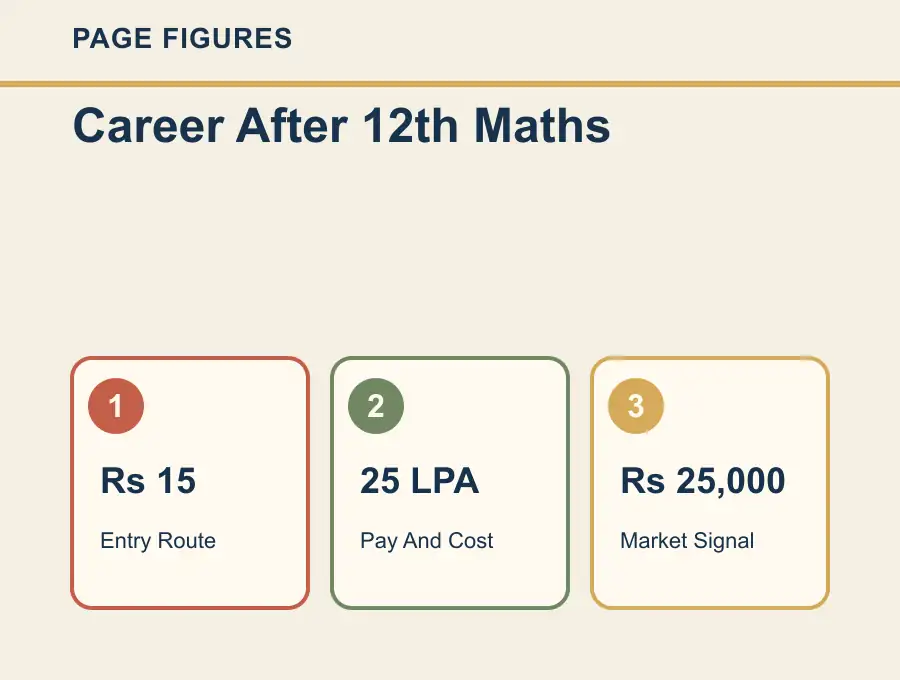 PAGE FIGURES
Career After 12th Maths
1
Rs 15
Entry Route
2
25 LPA
Pay And Cost
3
Rs 25,000
Market Signal